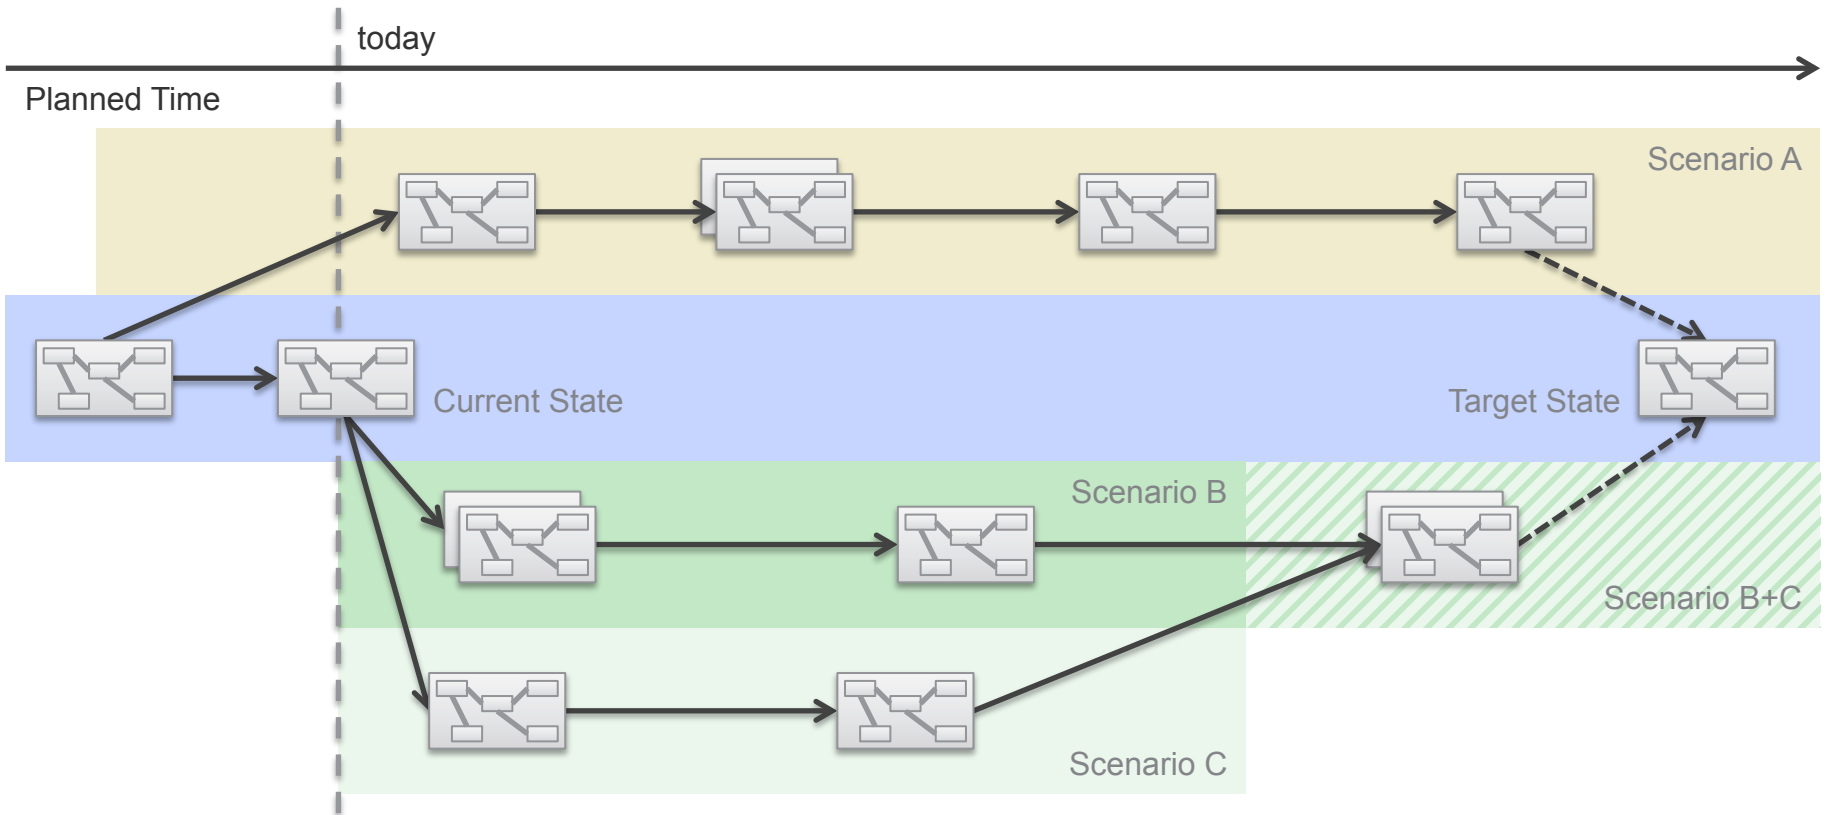 today
Planned Time
Scenario A
Current State
Target State
Scenario B
Scenario B+C
Scenario C